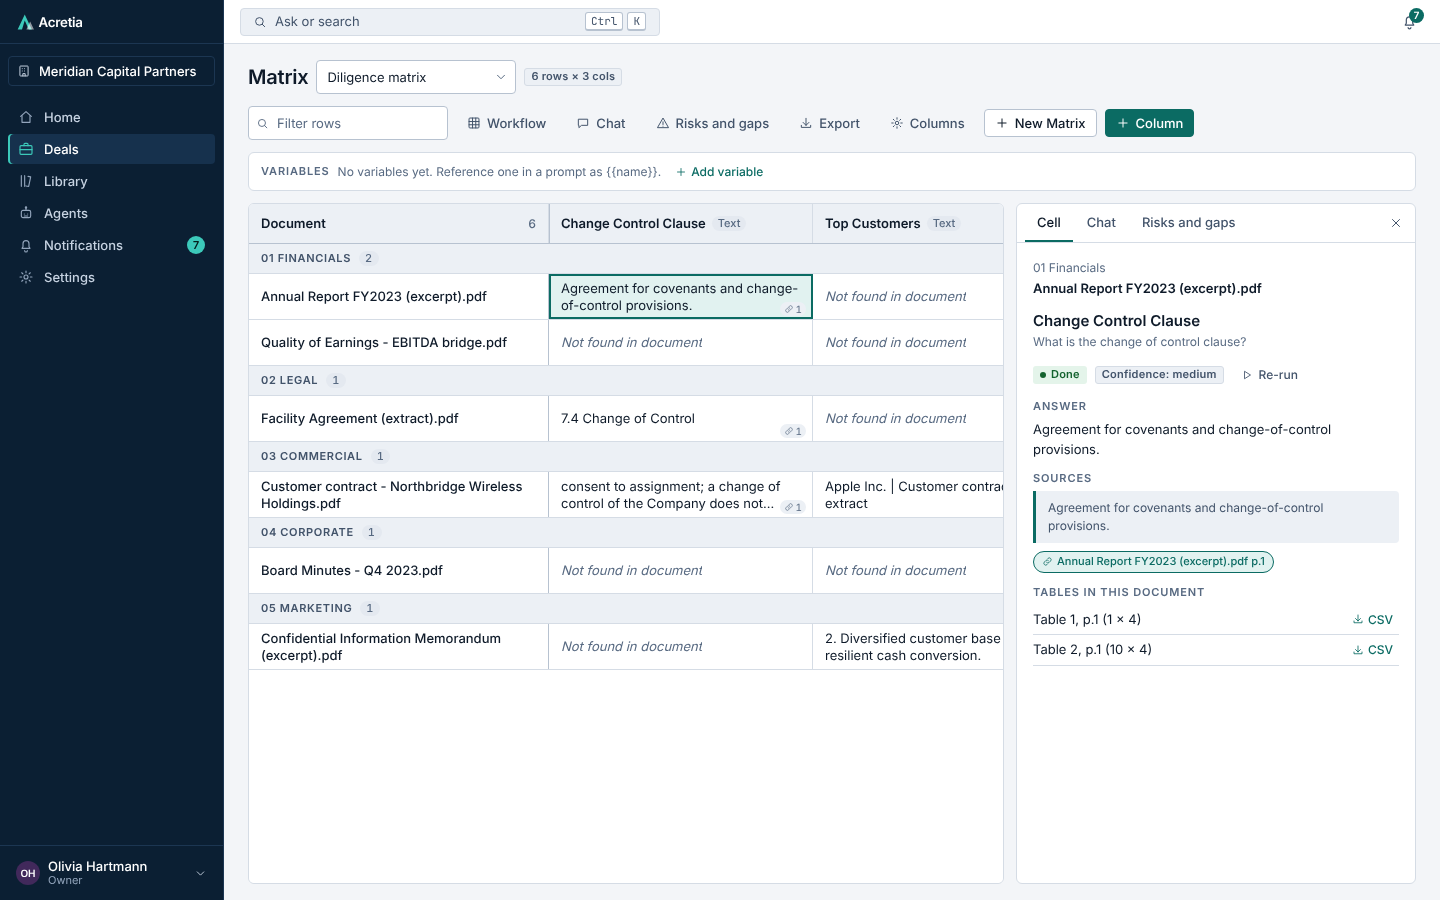 Acretia
Ask or search
Ctrl K
7
Meridian Capital Partners
Home
Deals
Library
Agents
Notifications 7
Settings
Olivia Hartmann
OH
Owner
Matrix
Diligence matrix
6 rows × 3 cols
Filter rows
Workflow
Chat
Risks and gaps
Export
Columns
New Matrix
Column
VARIABLES
No variables yet. Reference one in a prompt as {{name}}.
Add variable
Document 6
Change Control Clause Text
Top Customers Text
01 FINANCIALS 2
Annual Report FY2023 (excerpt).pdf
Agreement for covenants and change-
of-control provisions.
1
Not found in document
Quality of Earnings - EBITDA bridge.pdf
Not found in document
Not found in document
02 LEGAL 1
Facility Agreement (extract).pdf
7.4 Change of Control
1
Not found in document
03 COMMERCIAL 1
Customer contract - Northbridge Wireless
Holdings.pdf
consent to assignment; a change of
control of the Company does not...
1
Apple Inc. | Customer contrac
extract
04 CORPORATE 1
Board Minutes - Q4 2023.pdf
Not found in document
Not found in document
05 MARKETING 1
Confidential Information Memorandum
(excerpt).pdf
Not found in document
2. Diversified customer base
resilient cash conversion.
Cell
Chat
Risks and gaps
01 Financials
Annual Report FY2023 (excerpt).pdf
Change Control Clause
What is the change of control clause?
Done
Confidence: medium
Re-run
ANSWER
Agreement for covenants and change-of-control
provisions.
SOURCES
Agreement for covenants and change-of-control
provisions.
Annual Report FY2023 (excerpt).pdf p.1
TABLES IN THIS DOCUMENT
Table 1, p.1 (1 × 4) CSV
Table 2, p.1 (10 × 4) CSV